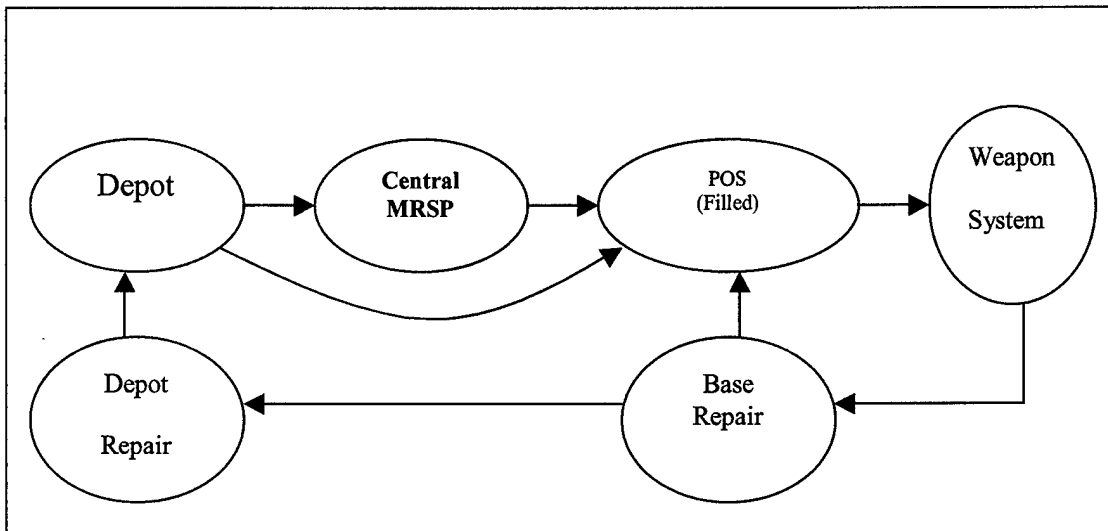 Depot
Central
MRSP
POS
(Filled)
Weapon
System
Depot
Repair
Base
Repair